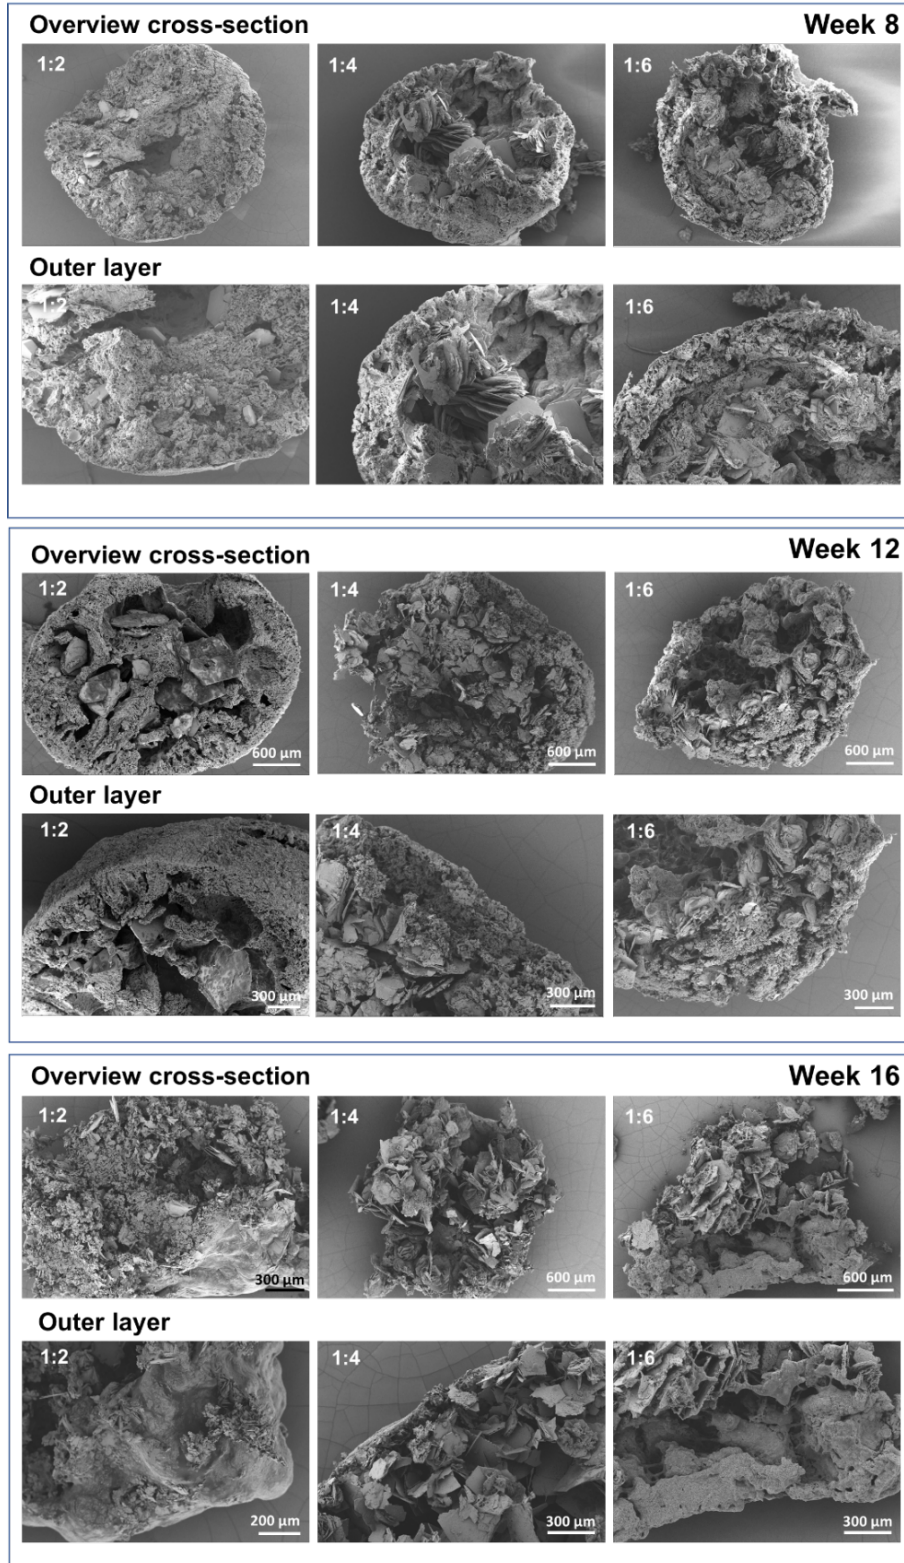 Overview cross-section Week 8
1:2 1:4 1:6
Outer layer
1:2 1:4 1:6
Overview cross-section Week 12
1:2 1:4 1:6
600 µm 600 µm 600 µm
Outer layer
1:2 1:4 1:6
300 µm 300 µm 300 µm
Overview cross-section Week 16
1:2 1:4 1:6
300 µm 600 µm 600 µm
Outer layer
1:2 1:4 1:6
200 µm 300 µm 300 µm